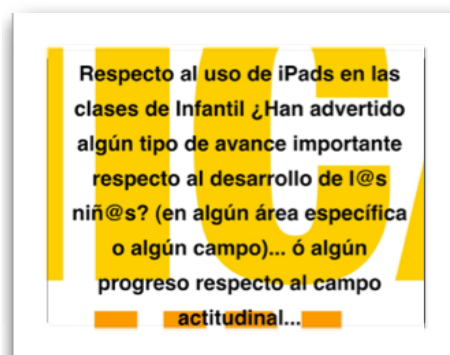 Respecto al uso de iPads en las
clases de Infantil ¿Han advertido
algún tipo de avance importante
respecto al desarrollo de l@s
niñ@s? (en algún área específica
o algún campo)... ó algún
progreso respecto al campo
actitudinal...